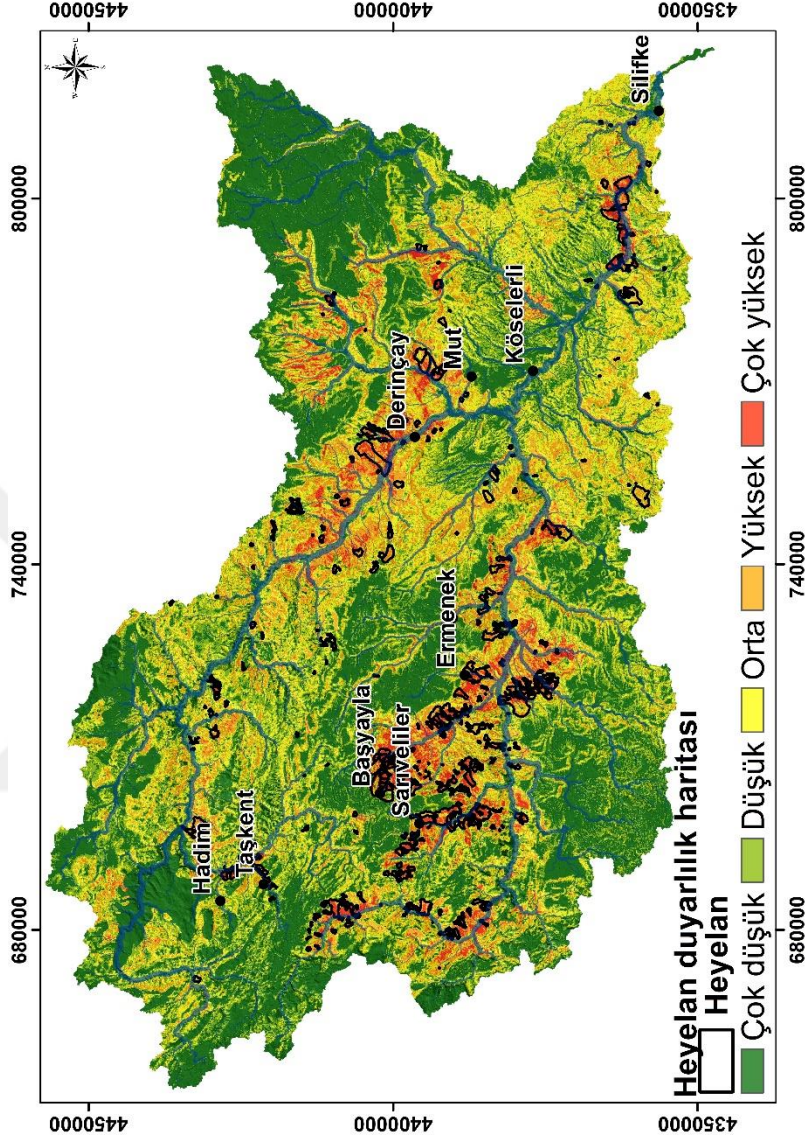 680000 740000 800000
4450000 4450000
Hadim
Taşkent
4400000 4400000
Başyayla
Sarıveliler
Derinçay
Ermenek
Mut
Köselerli
Silifke
4350000 4350000
Heyelan duyarlılık haritası
Heyelan
Çok düşük Düşük Orta Yüksek Çok yüksek
680000 740000 800000